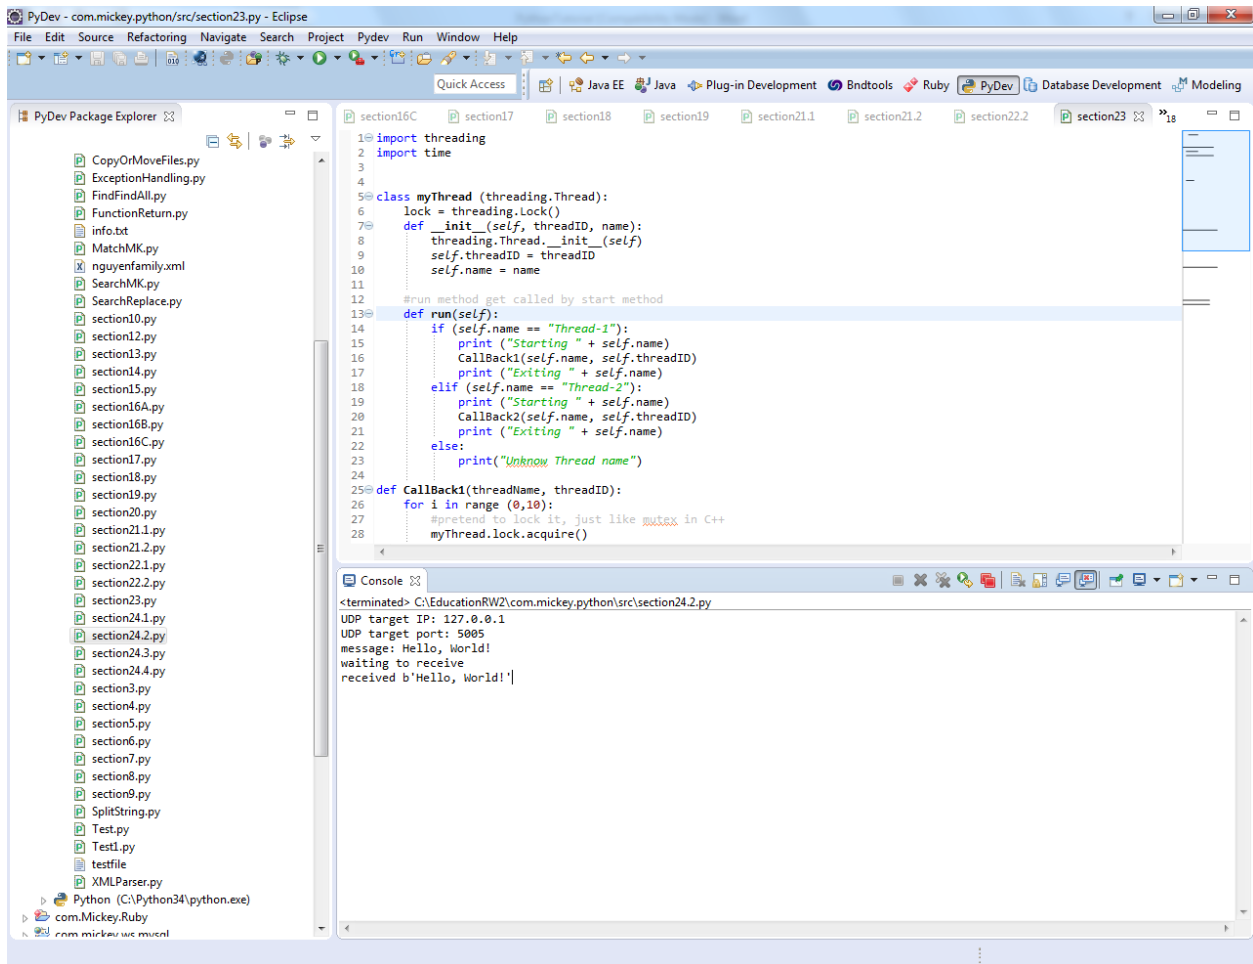 PyDev - com.mickey.python/src/section23.py - Eclipse
File Edit Source Refactoring Navigate Search Project Pydev Run Window Help
Quick Access Java EE Java Plug-in Development Bndtools Ruby PyDev Database Development Modeling
PyDev Package Explorer
CopyOrMoveFiles.py
ExceptionHandling.py
FindFindAll.py
FunctionReturn.py
info.txt
MatchMK.py
nguyenfamily.xml
SearchMK.py
SearchReplace.py
section10.py
section12.py
section13.py
section14.py
section15.py
section16A.py
section16B.py
section16C.py
section17.py
section18.py
section19.py
section20.py
section21.1.py
section21.2.py
section22.1.py
section22.2.py
section23.py
section24.1.py
section24.2.py
section24.3.py
section24.4.py
section3.py
section4.py
section5.py
section6.py
section7.py
section8.py
section9.py
SplitString.py
Test.py
Test1.py
testfile
XMLParser.py
Python (C:\Python34\python.exe)
com.Mickey.Ruby
com.mickey.ws.mysql
section16C section17 section18 section19 section21.1 section21.2 section22.2 section23 »18
1 import threading
2 import time
3
4
5 class myThread (threading.Thread):
6 lock = threading.Lock()
7 def __init__(self, threadID, name):
8 threading.Thread.__init__(self)
9 self.threadID = threadID
10 self.name = name
11
12 #run method get called by start method
13 def run(self):
14 if (self.name == "Thread-1"):
15 print ("Starting " + self.name)
16 CallBack1(self.name, self.threadID)
17 print ("Exiting " + self.name)
18 elif (self.name == "Thread-2"):
19 print ("Starting " + self.name)
20 CallBack2(self.name, self.threadID)
21 print ("Exiting " + self.name)
22 else:
23 print("Unknow Thread name")
24
25 def CallBack1(threadName, threadID):
26 for i in range (0,10):
27 #pretend to lock it, just like mutex in C++
28 myThread.lock.acquire()
Console
<terminated> C:\EducationRW2\com.mickey.python\src\section24.2.py
UDP target IP: 127.0.0.1
UDP target port: 5005
message: Hello, World!
waiting to receive
received b'Hello, World!'